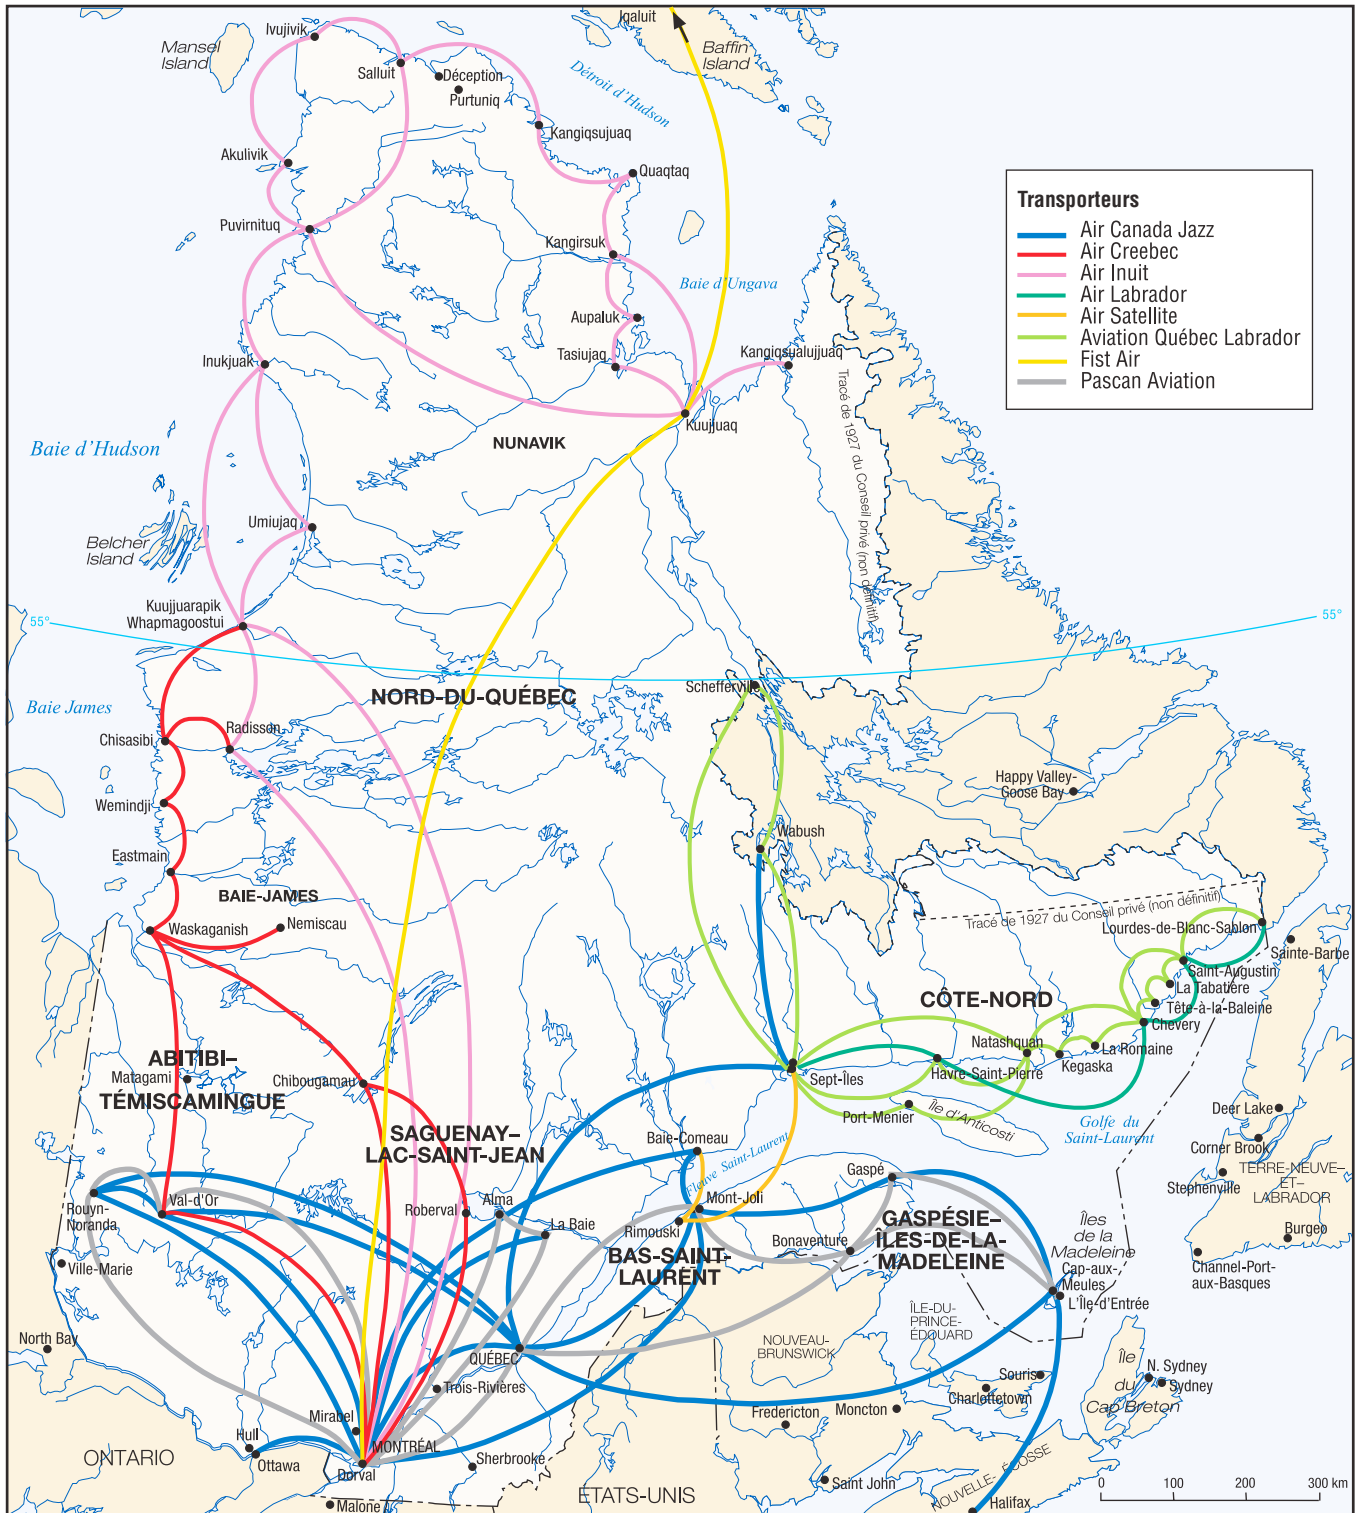 Iqaluit
Ivujivik
Mansel
Island
Baffin
Island
Salluit
Déception
Purtuniq
Détroit d'Hudson
Kangiqsujuaq
Akulivik
Quaqtaq
Transporteurs
Air Canada Jazz
Air Creebec
Air Inuit
Air Labrador
Air Satellite
Aviation Québec Labrador
Fist Air
Pascan Aviation
Puvirnituq
Kangirsuk
Baie d'Ungava
Aupaluk
Tasiujaq
Kangiqsualujjuaq
Inukjuak
Tracé de 1927 du Conseil privé (non définitif)
Kuujjuaq
NUNAVIK
Baie d'Hudson
Umiujaq
Belcher
Island
Kuujjuarapik
Whapmagoostui
55°
55°
Schefferville
NORD-DU-QUÉBEC
Baie James
Radisson
Chisasibi
Happy Valley-
Goose Bay
Wemindji
Wabush
Eastmain
BAIE-JAMES
Tracé de 1927 du Conseil privé (non définitif)
Waskaganish
Nemiscau
Lourdes-de-Blanc-Sablon
Sainte-Barbe
Saint-Augustin
La Tabatière
CÔTE-NORD
Tête-à-la-Baleine
Chevery
Natashquan
La Romaine
Kegaska
ABITIBI–
TÉMISCAMINGUE
Matagami
Chibougamau
Sept-Îles
Havre-Saint-Pierre
Port-Menier
Île d'Anticosti
Golfe du
Saint-Laurent
Deer Lake
Corner Brook
SAGUENAY–
LAC-SAINT-JEAN
Baie-Comeau
Fleuve Saint-Laurent
Gaspé
Stephenville
TERRE-NEUVE–
ET–
LABRADOR
Rouyn-
Noranda
Val-d'Or
Roberval
Alma
La Baie
Mont-Joli
Rimouski
BAS-SAINT-
LAURENT
Bonaventure
GASPÉSIE–
ÎLES-DE-LA-
MADELEINE
Îles
de la
Madeleine
Cap-aux-
Meules
L'Île-d'Entrée
Burgeo
Channel-Port-
aux-Basques
Ville-Marie
North Bay
QUÉBEC
NOUVEAU-
BRUNSWICK
ÎLE-DU-
PRINCE-
ÉDOUARD
Île
du
Cap Breton
N. Sydney
Sydney
Souris
Charlottetown
Trois-Rivières
Mirabel
MONTRÉAL
Dorval
Hull
Ottawa
ONTARIO
Sherbrooke
Fredericton
Moncton
Saint John
NOUVELLE- ÉCOSSE
Halifax
Malone
ETATS-UNIS
0 100 200 300 km